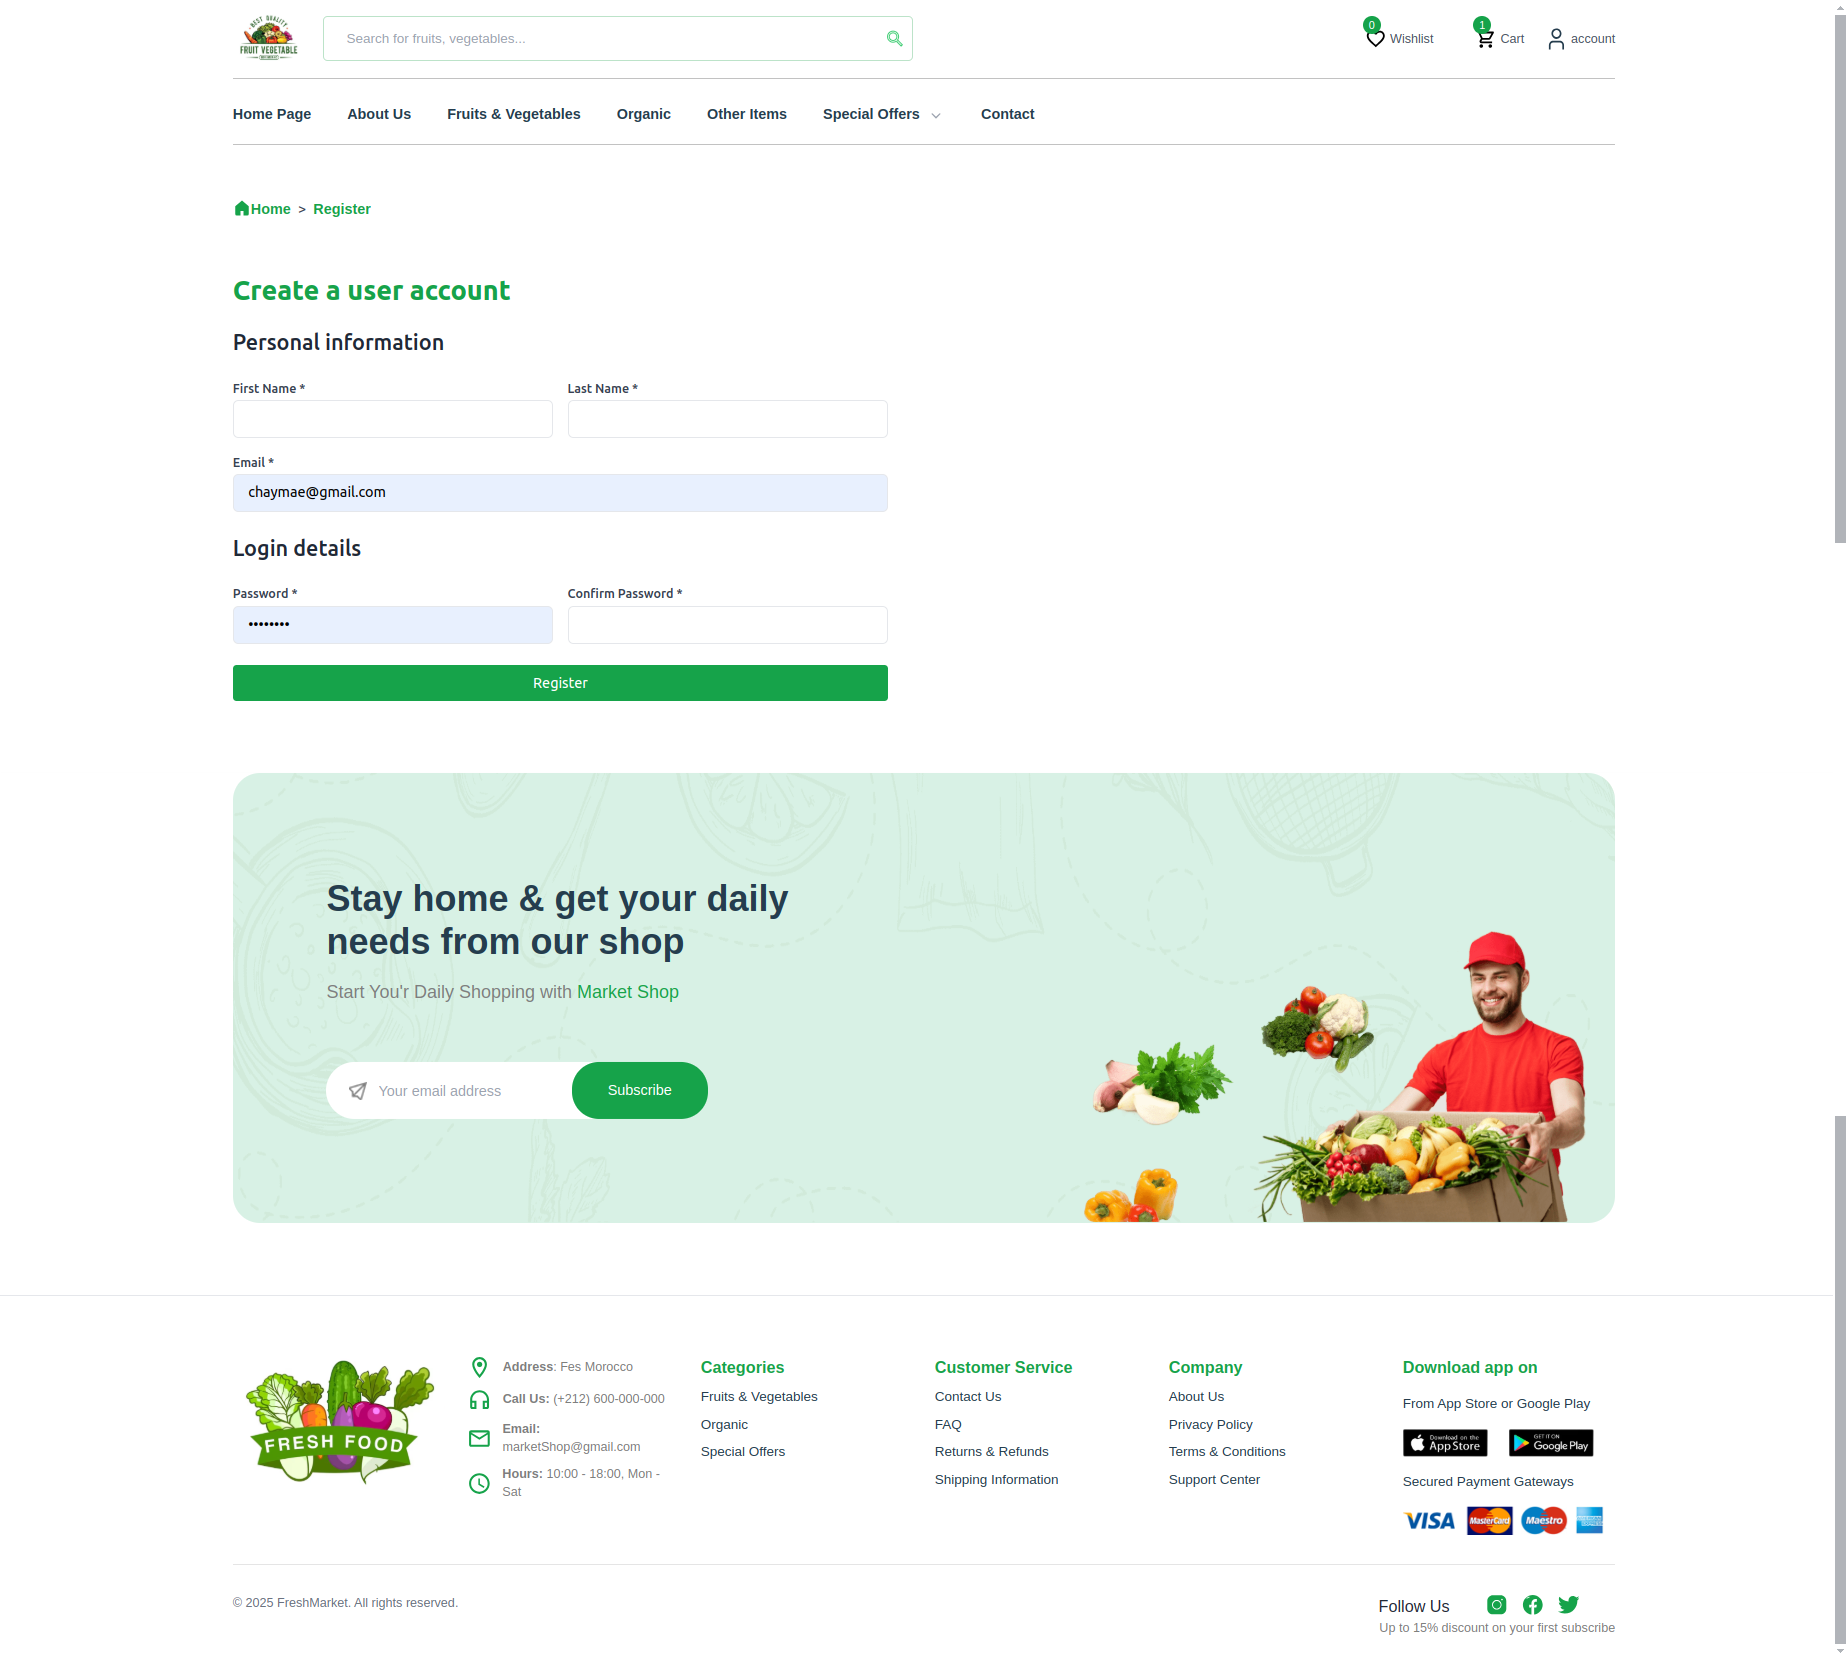 BEST QUALITY
FRUIT VEGETABLE
Search for fruits, vegetables...
0
Wishlist
1
Cart
account
Home Page
About Us
Fruits & Vegetables
Organic
Other Items
Special Offers
Contact
Home > Register
Create a user account
Personal information
First Name *
Last Name *
Email *
chaymae@gmail.com
Login details
Password *
Confirm Password *
••••••••
Register
Stay home & get your daily
needs from our shop
Start You'r Daily Shopping with Market Shop
Your email address
Subscribe
FRESH FOOD
Address: Fes Morocco
Call Us: (+212) 600-000-000
Email:
marketShop@gmail.com
Hours: 10:00 - 18:00, Mon -
Sat
Categories
Fruits & Vegetables
Organic
Special Offers
Customer Service
Contact Us
FAQ
Returns & Refunds
Shipping Information
Company
About Us
Privacy Policy
Terms & Conditions
Support Center
Download app on
From App Store or Google Play
Download on the
App Store
GET IT ON
Google Play
Secured Payment Gateways
VISA
MasterCard
Maestro
AMERICAN
EXPRESS
© 2025 FreshMarket. All rights reserved.
Follow Us
Up to 15% discount on your first subscribe